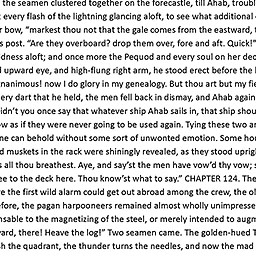 the seamen clustered together on the forecastle, till Ahab, troubl
every flash of the lightning glancing aloft, to see what additional
r bow, “markest thou not that the gale comes from the eastward, t
s post. “Are they overboard? drop them over, fore and aft. Quick!”
dness aloft; and once more the Pequod and every soul on her dec
d upward eye, and high-flung right arm, he stood erect before the l
nanimous! now I do glory in my genealogy. But thou art but my fi
ery dart that he held, the men fell back in dismay, and Ahab again
idn’t you once say that whatever ship Ahab sails in, that ship shou
w as if they were never going to be used again. Tying these two an
ne can behold without some sort of unwonted emotion. Some hou
d muskets in the rack were shiningly revealed, as they stood uprigh
s all thou breathest. Aye, and say’st the men have vow’d thy vow; s
ee to the deck here. Thou know’st what to say.” CHAPTER 124. The
e the first wild alarm could get out abroad among the crew, the ol
efore, the pagan harpooneers remained almost wholly unimpresse
nsable to the magnetizing of the steel, or merely intended to augm
yard, there! Heave the log!” Two seamen came. The golden-hued T
sh the quadrant, the thunder turns the needles, and now the mad